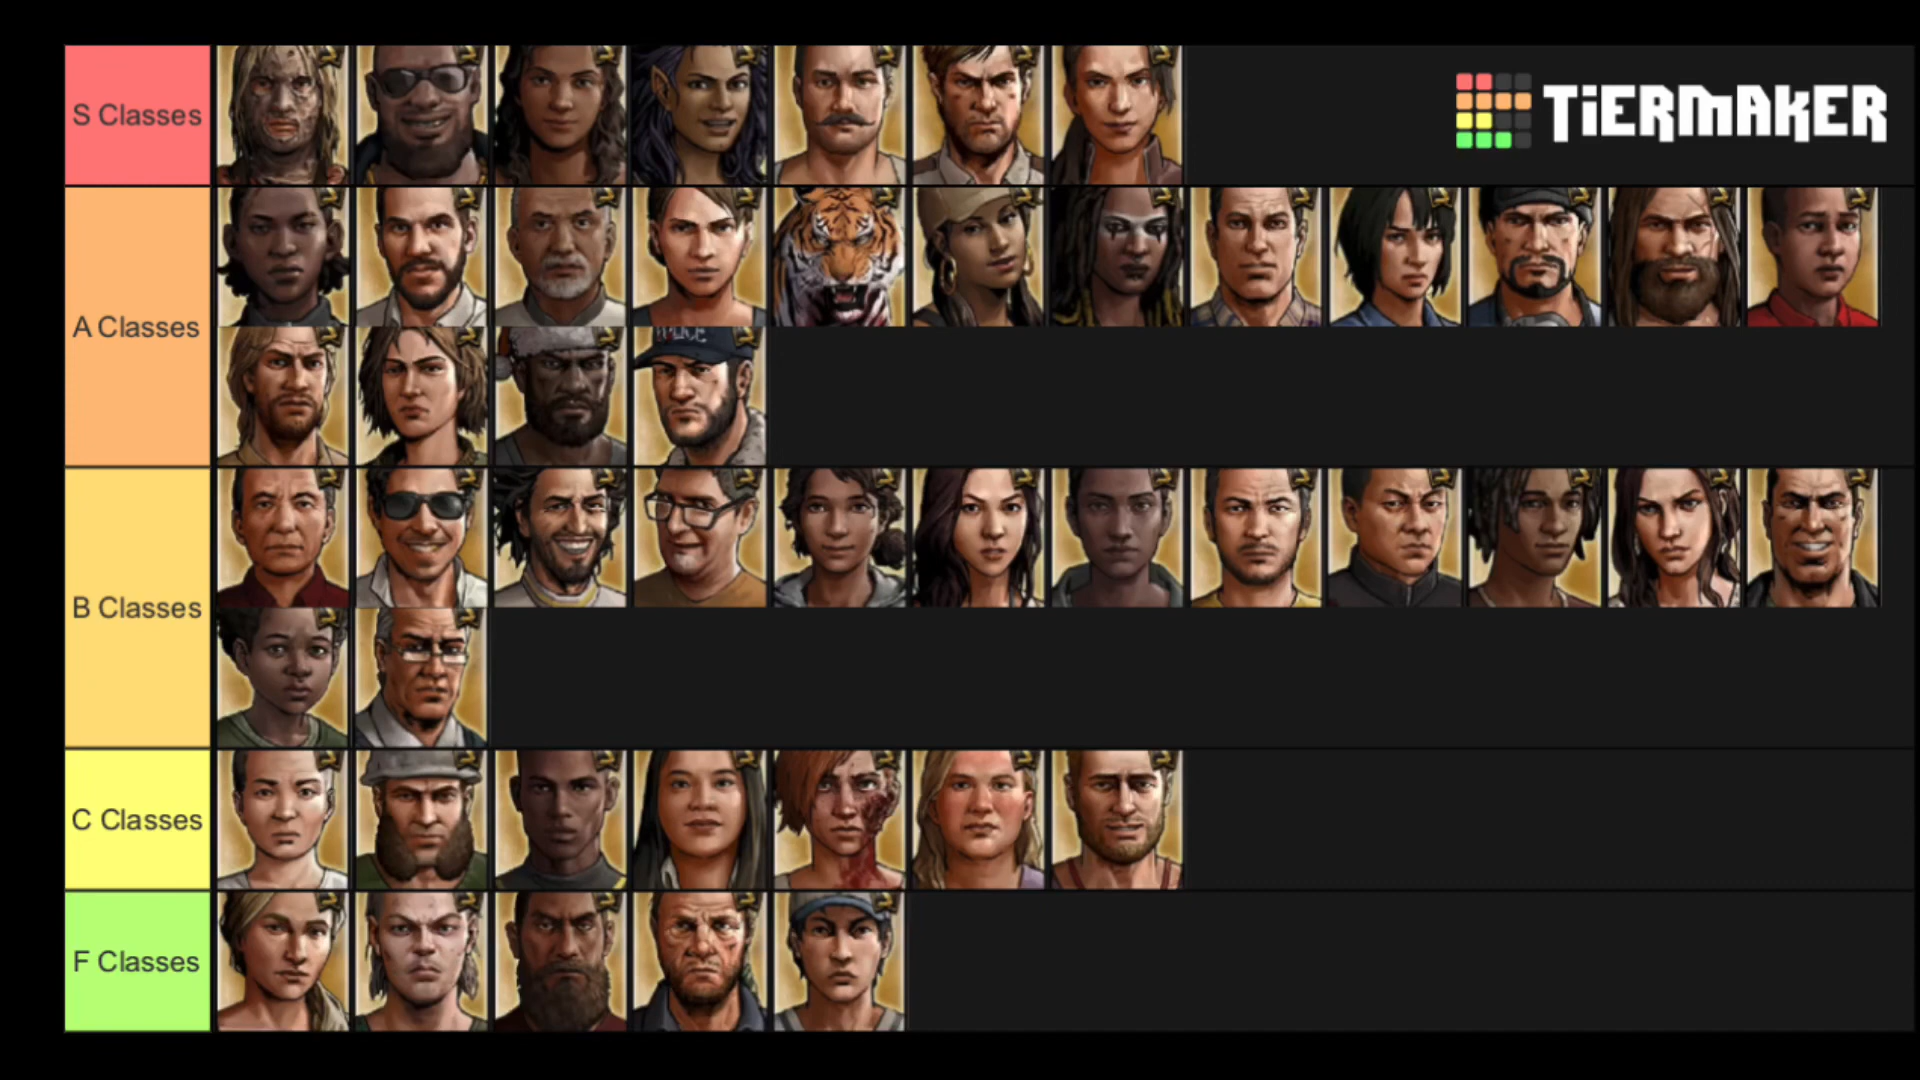 S Classes
TiERMAKER
A Classes
B Classes
C Classes
F Classes